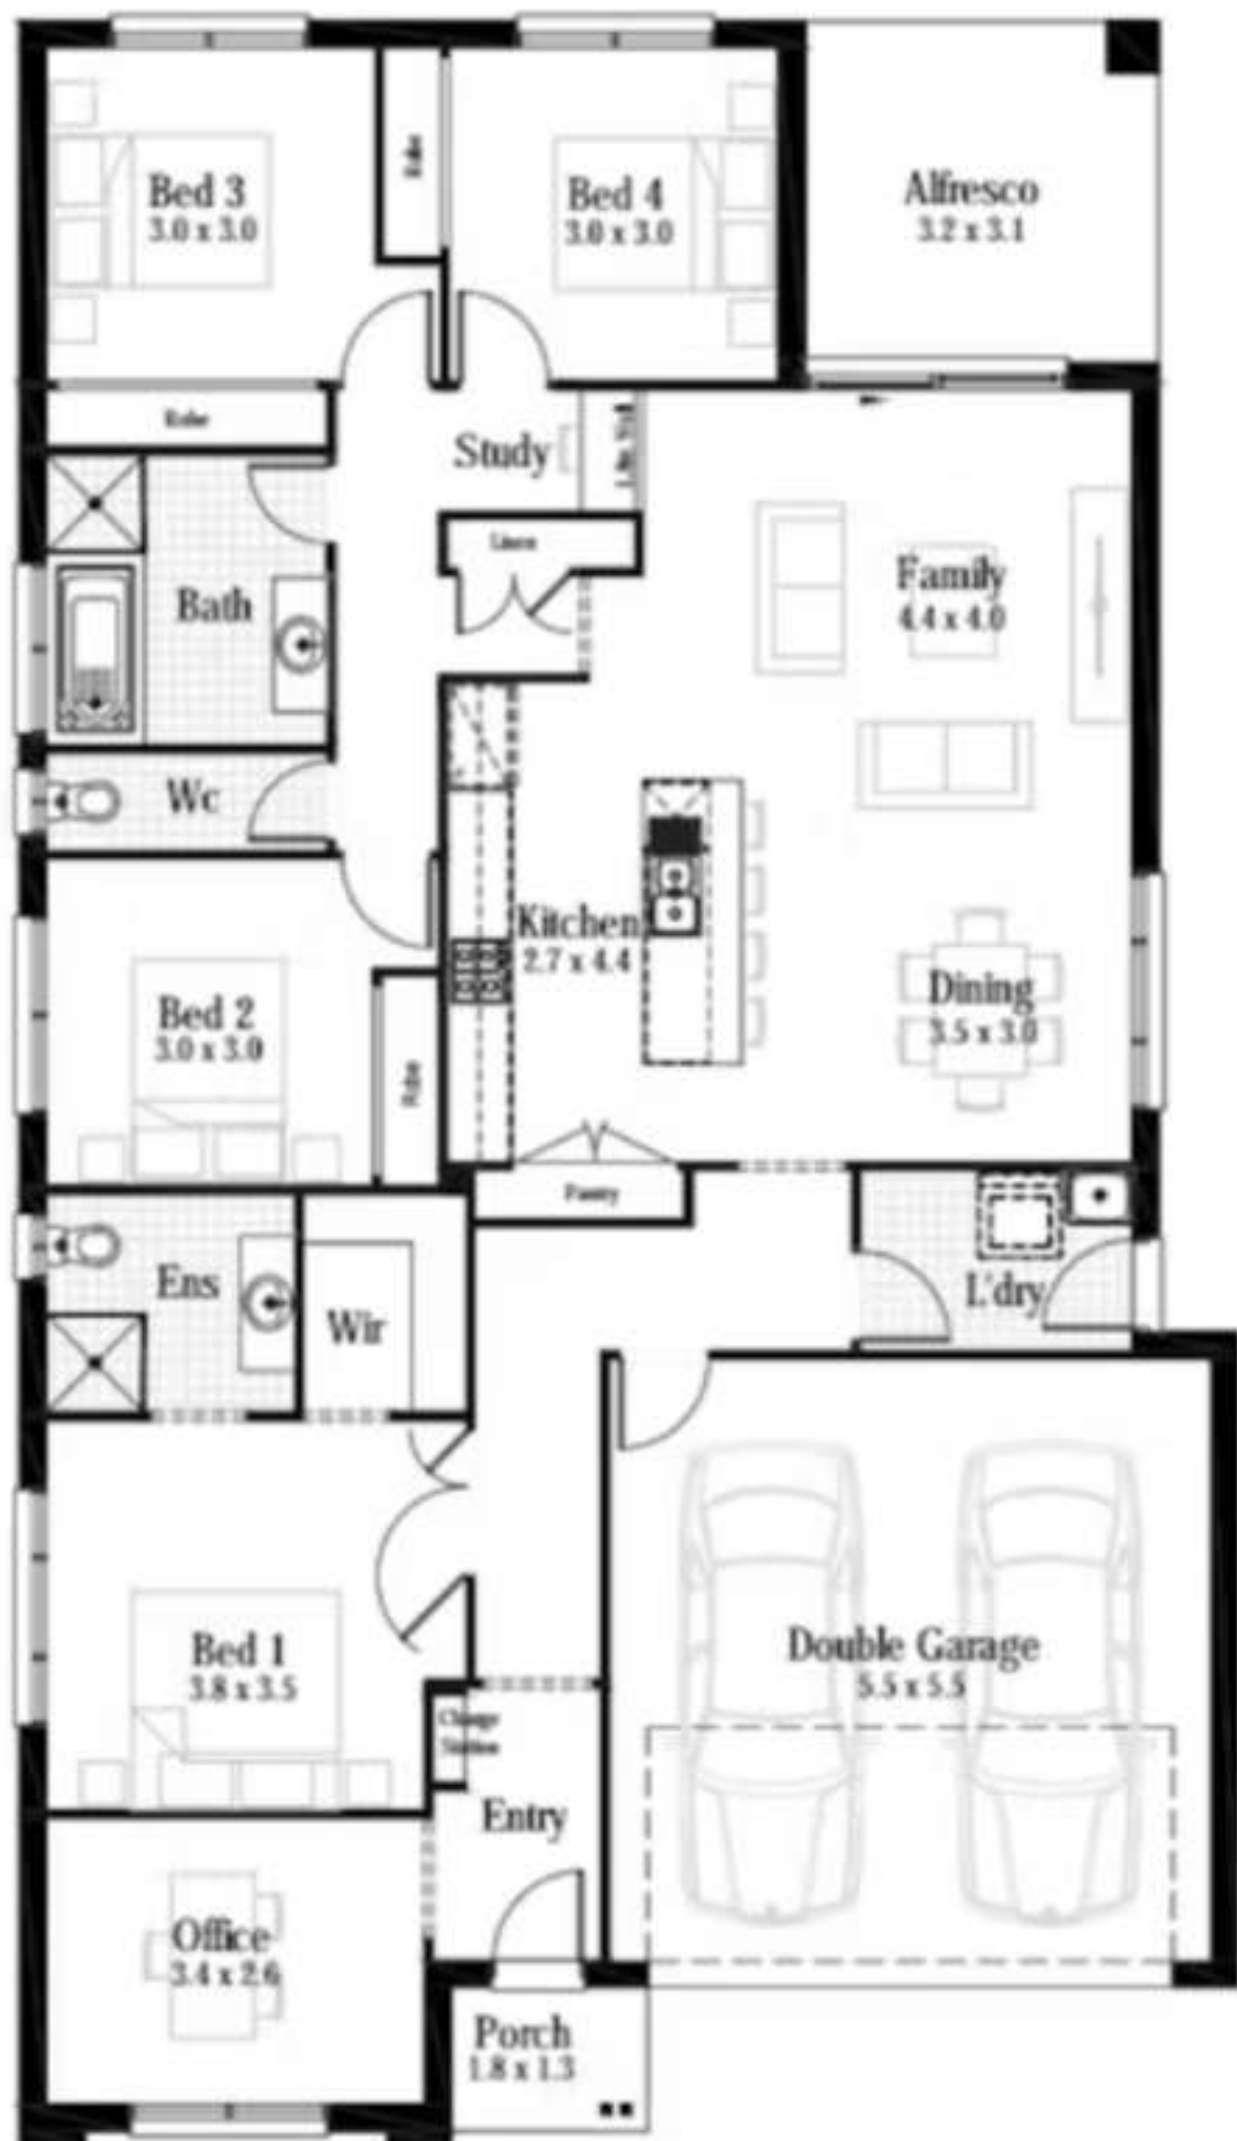 Bed 3
3.0 x 3.0
Robe
Bed 4
3.0 x 3.0
Alfresco
3.2 x 3.1
Robe
Study
Linen
Bath
Family
4.4 x 4.0
Wc
Kitchen
2.7 x 4.4
Dining
3.5 x 3.0
Bed 2
3.0 x 3.0
Robe
Pantry
Ens
Wir
L'dry
Bed 1
3.8 x 3.5
Double Garage
5.5 x 5.5
Entry
Office
3.4 x 2.6
Porch
1.8 x 1.3